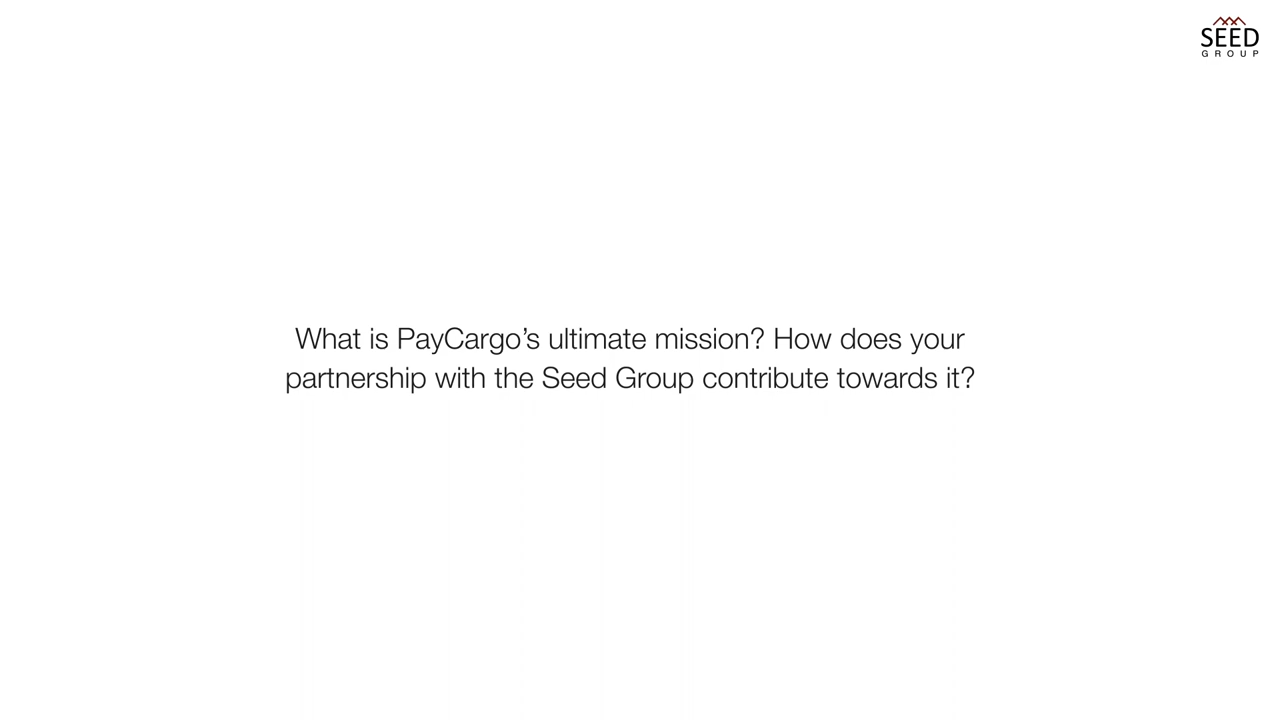 SEED
GROUP
What is PayCargo’s ultimate mission? How does your
partnership with the Seed Group contribute towards it?